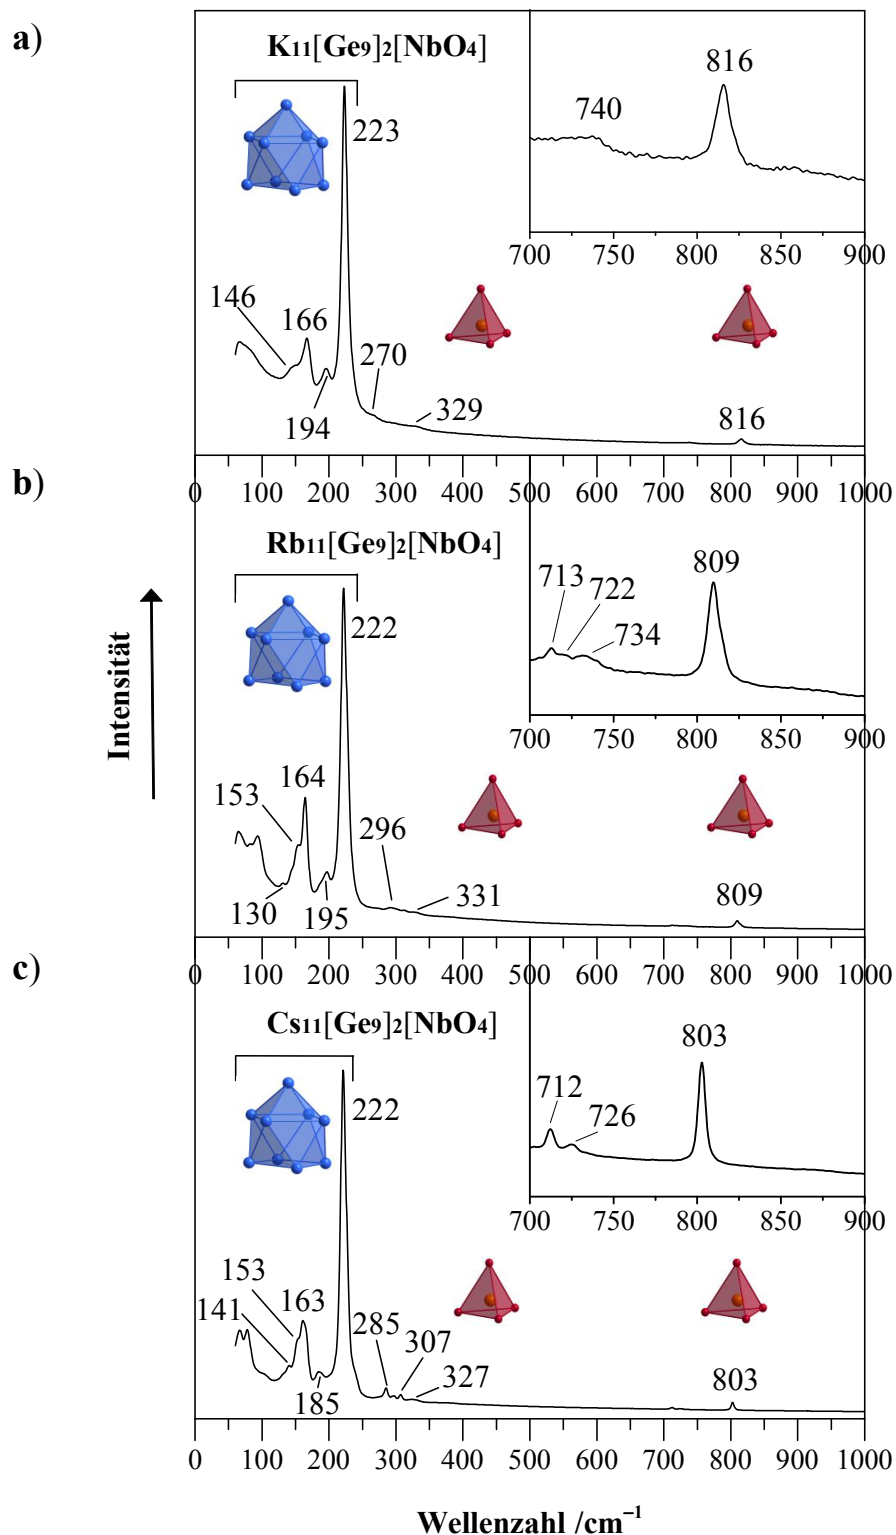 a)
K11[Ge9]2[NbO4]
223
146
166
194
270
329
816
740
816
700 750 800 850 900
0 100 200 300 400 500 600 700 800 900 1000
b)
Rb11[Ge9]2[NbO4]
222
153
164
130
195
296
331
809
713
722
734
809
700 750 800 850 900
0 100 200 300 400 500 600 700 800 900 1000
c)
Cs11[Ge9]2[NbO4]
222
153
141
163
185
285
307
327
803
712
726
803
700 750 800 850 900
0 100 200 300 400 500 600 700 800 900 1000
Intensität
Wellenzahl /cm⁻¹